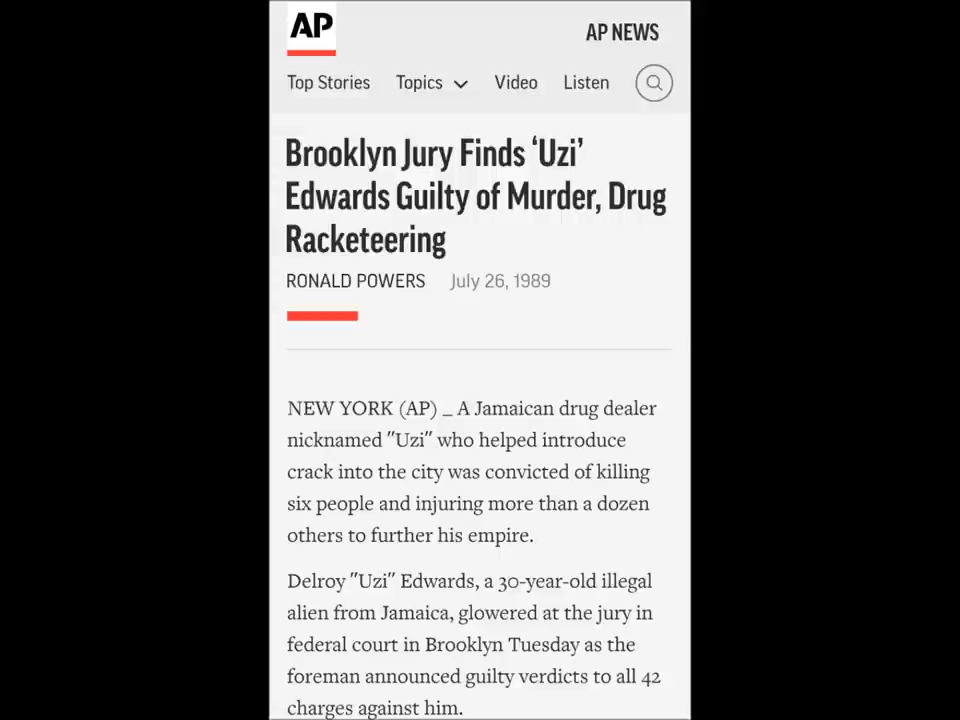 AP
AP NEWS
Top Stories Topics Video Listen
Brooklyn Jury Finds ‘Uzi’
Edwards Guilty of Murder, Drug
Racketeering
RONALD POWERS July 26, 1989
NEW YORK (AP) _ A Jamaican drug dealer
nicknamed "Uzi" who helped introduce
crack into the city was convicted of killing
six people and injuring more than a dozen
others to further his empire.
Delroy "Uzi" Edwards, a 30-year-old illegal
alien from Jamaica, glowered at the jury in
federal court in Brooklyn Tuesday as the
foreman announced guilty verdicts to all 42
charges against him.